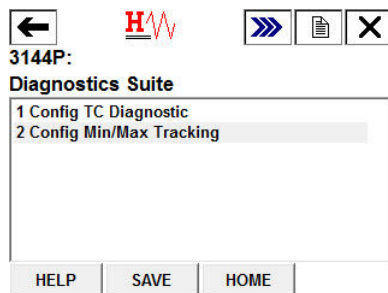 H
3144P:
Diagnostics Suite
1 Config TC Diagnostic
2 Config Min/Max Tracking
HELP SAVE HOME